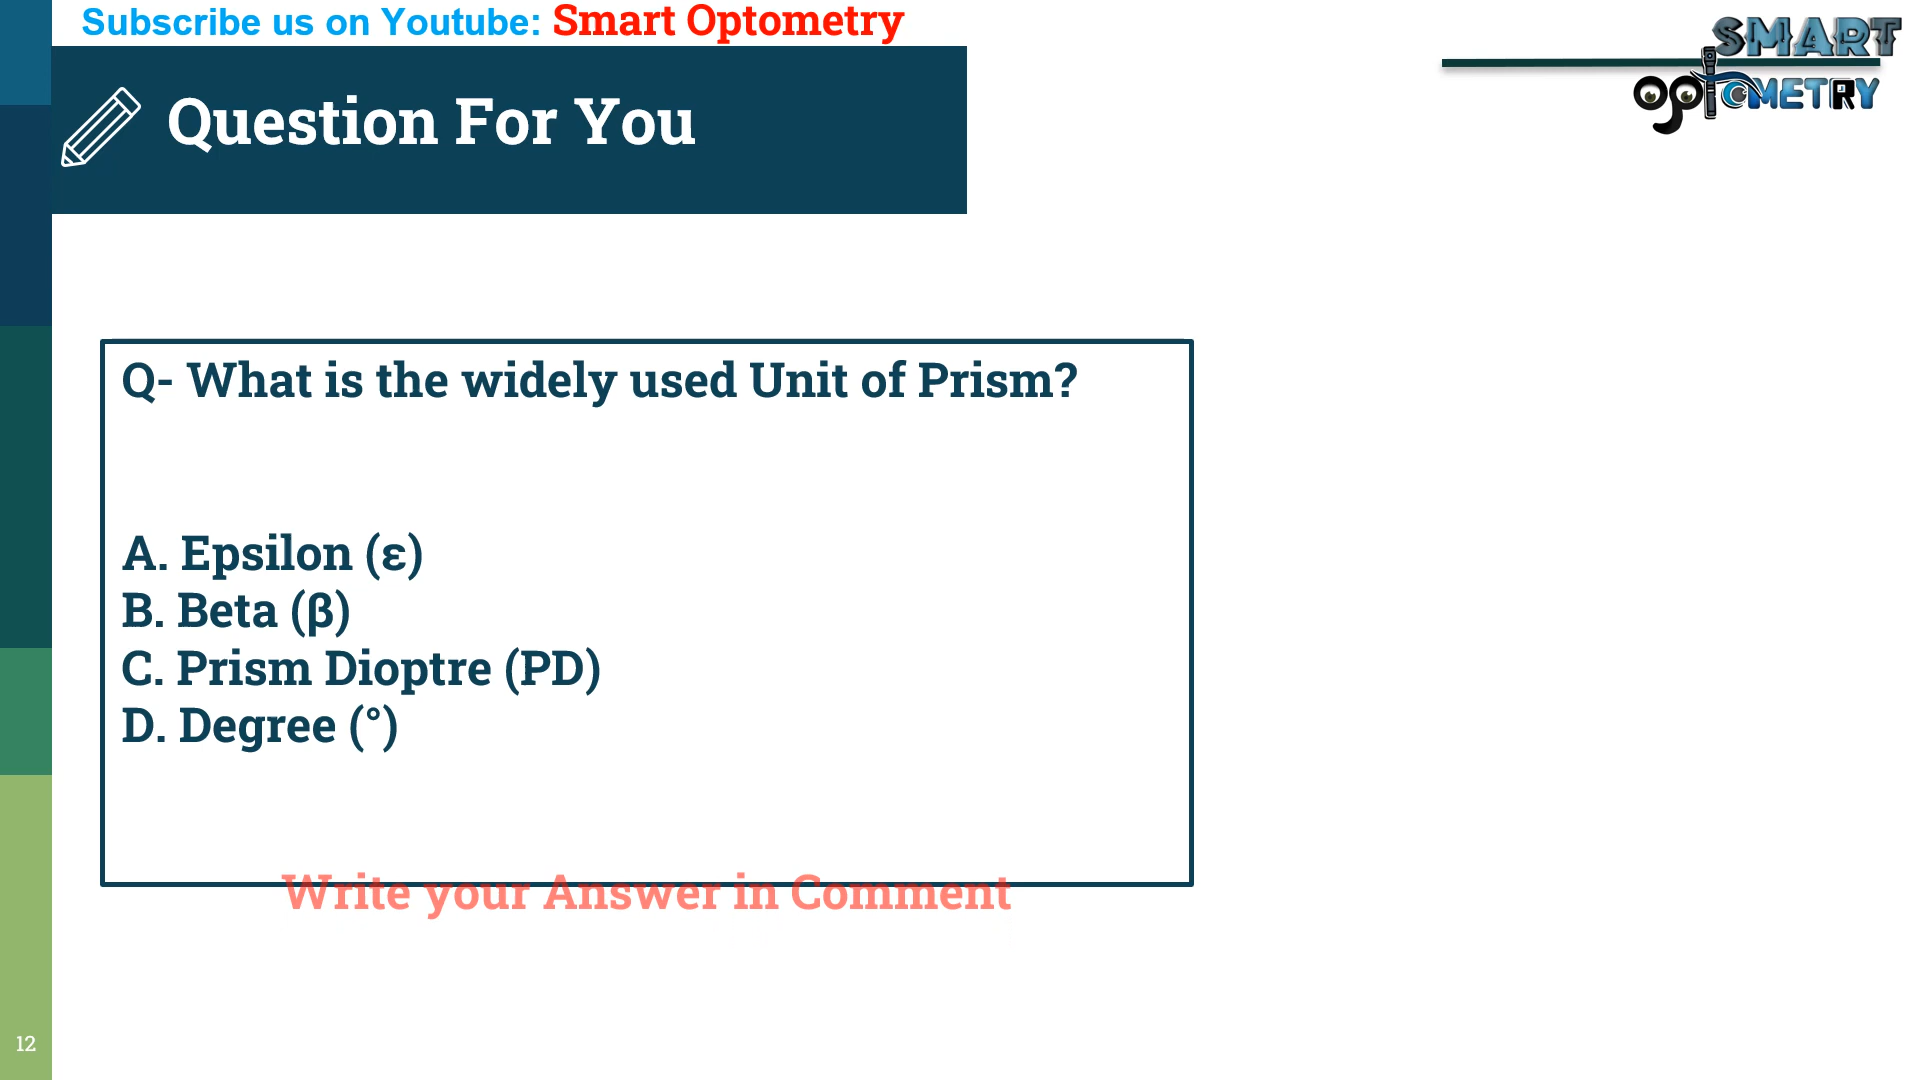 Subscribe us on Youtube: Smart Optometry
SMART
OptOMETRY
Question For You
Q- What is the widely used Unit of Prism?
A. Epsilon (ε)
B. Beta (β)
C. Prism Dioptre (PD)
D. Degree (°)
Write your Answer in Comment
12